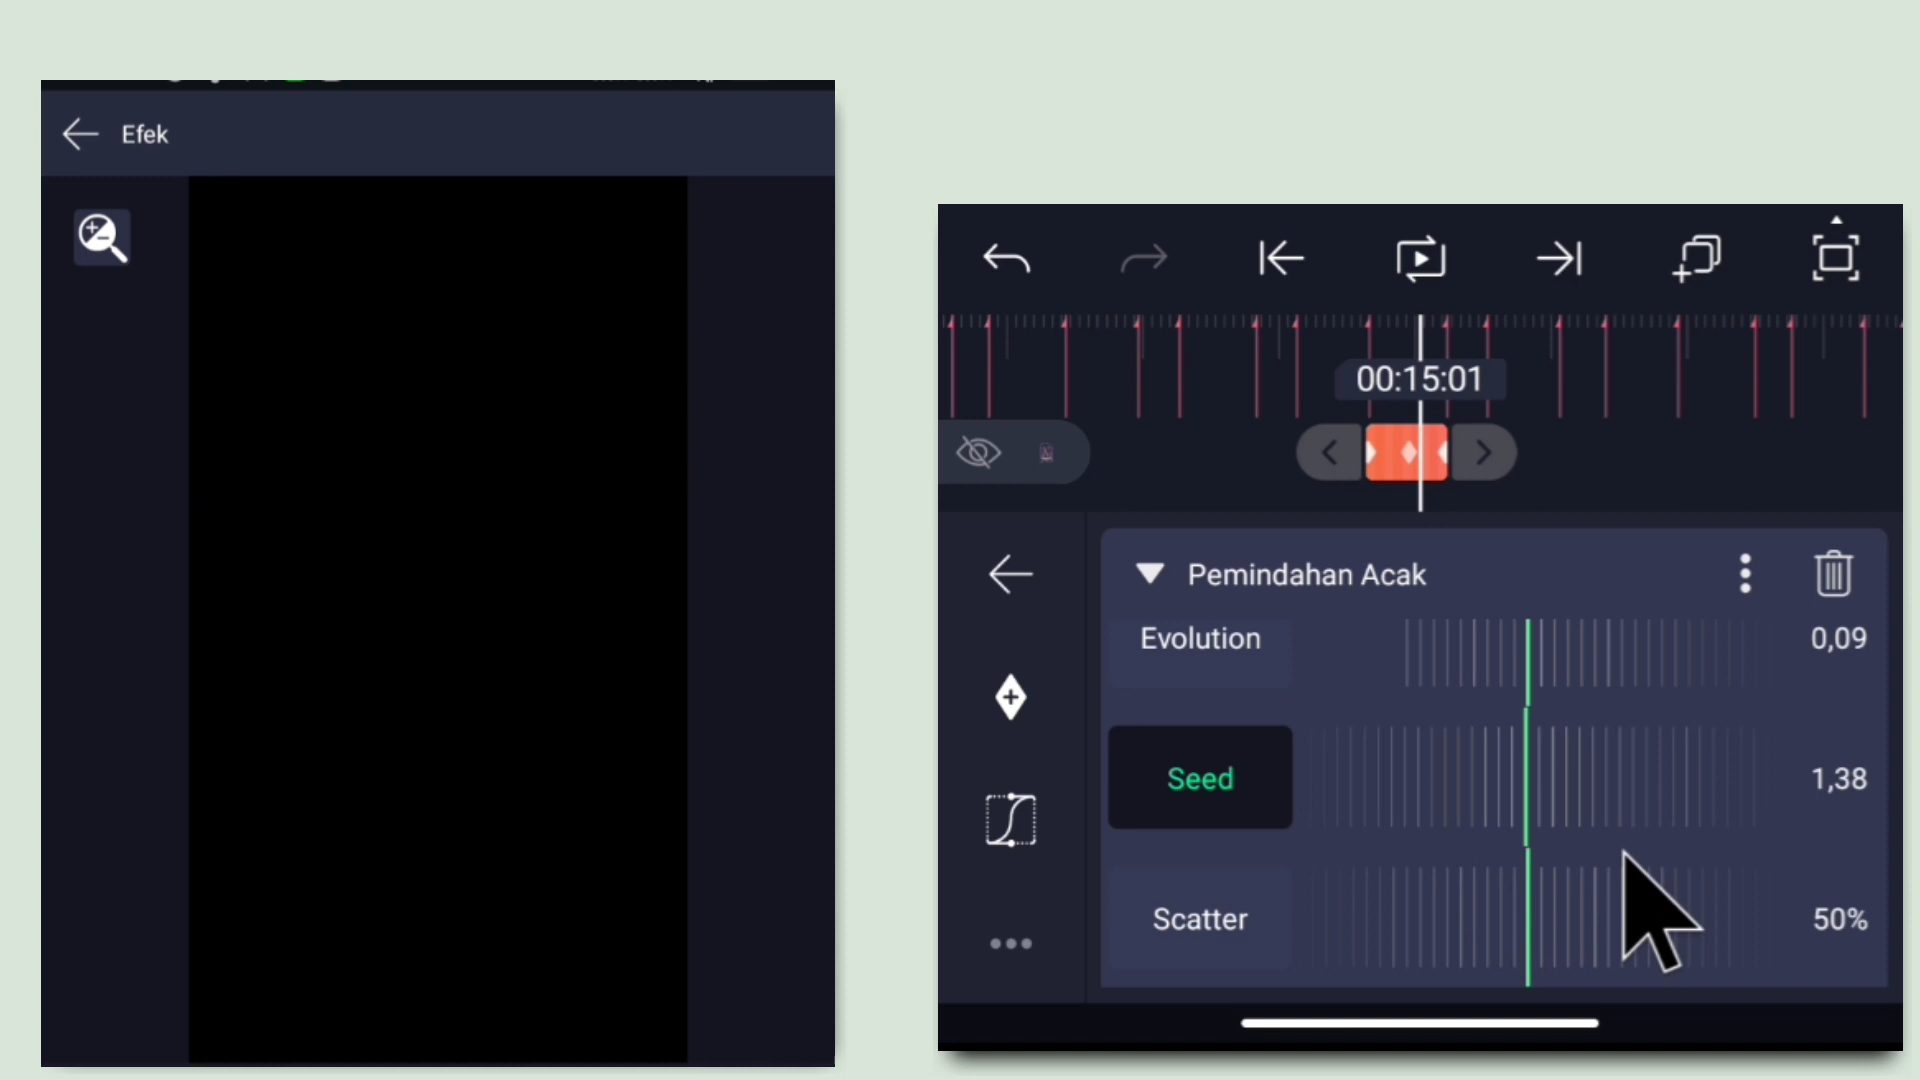 Efek
00:15:01
Pemindahan Acak
Evolution 0,09
Seed 1,38
Scatter 50%